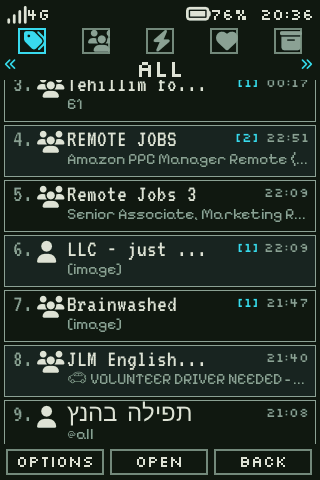 4G 76% 20:36
« ALL »
3. Tehillim fo... [1] 00:17
61
4. REMOTE JOBS [2] 22:51
Amazon PPC Manager Remote (...
5. Remote Jobs 3 22:09
Senior Associate, Marketing R...
6. LLC - just ... [1] 22:09
(image)
7. Brainwashed [1] 21:47
(image)
8. JLM English... 21:40
🚗 VOLUNTEER DRIVER NEEDED - ...
9. תפילה בהנץ 21:08
@all
OPTIONS OPEN BACK